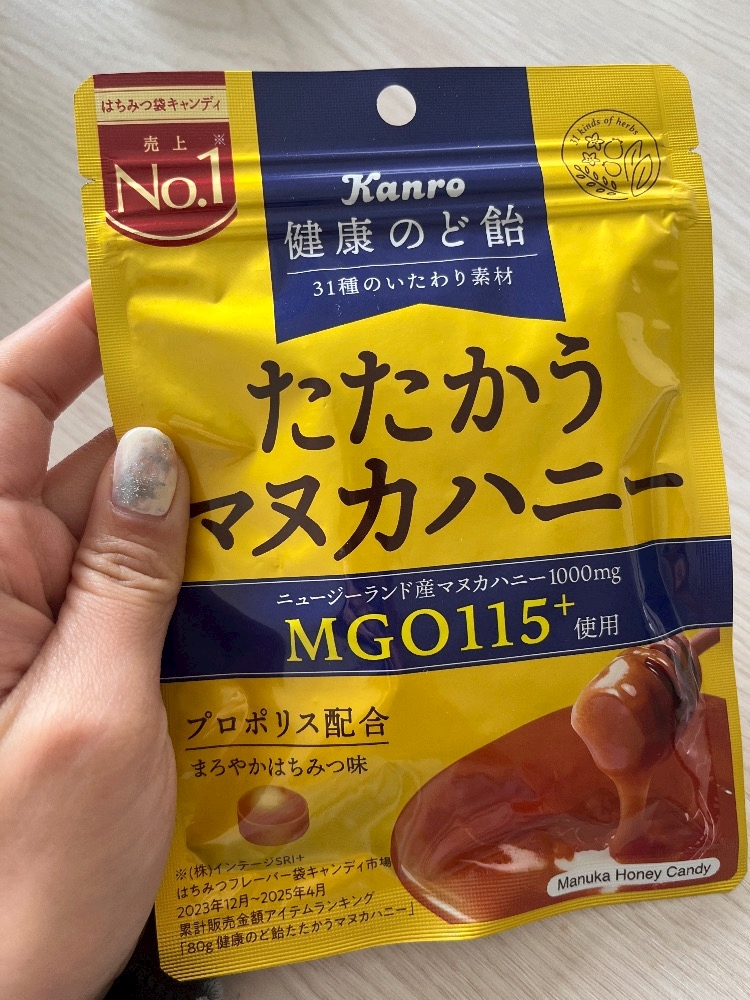 はちみつ袋キャンディ
売上※
No.1
31 kinds of herbs
Kanro
健康のど飴
31種のいたわり素材
たたかう
マヌカハニー
ニュージーランド産マヌカハニー1000mg
MGO115+使用
プロポリス配合
まろやかはちみつ味
※(株)インテージSRI+
はちみつフレーバー袋キャンディ市場
2023年12月～2025年4月
累計販売金額アイテムランキング
「80g 健康のど飴たたかうマヌカハニー」
Manuka Honey Candy